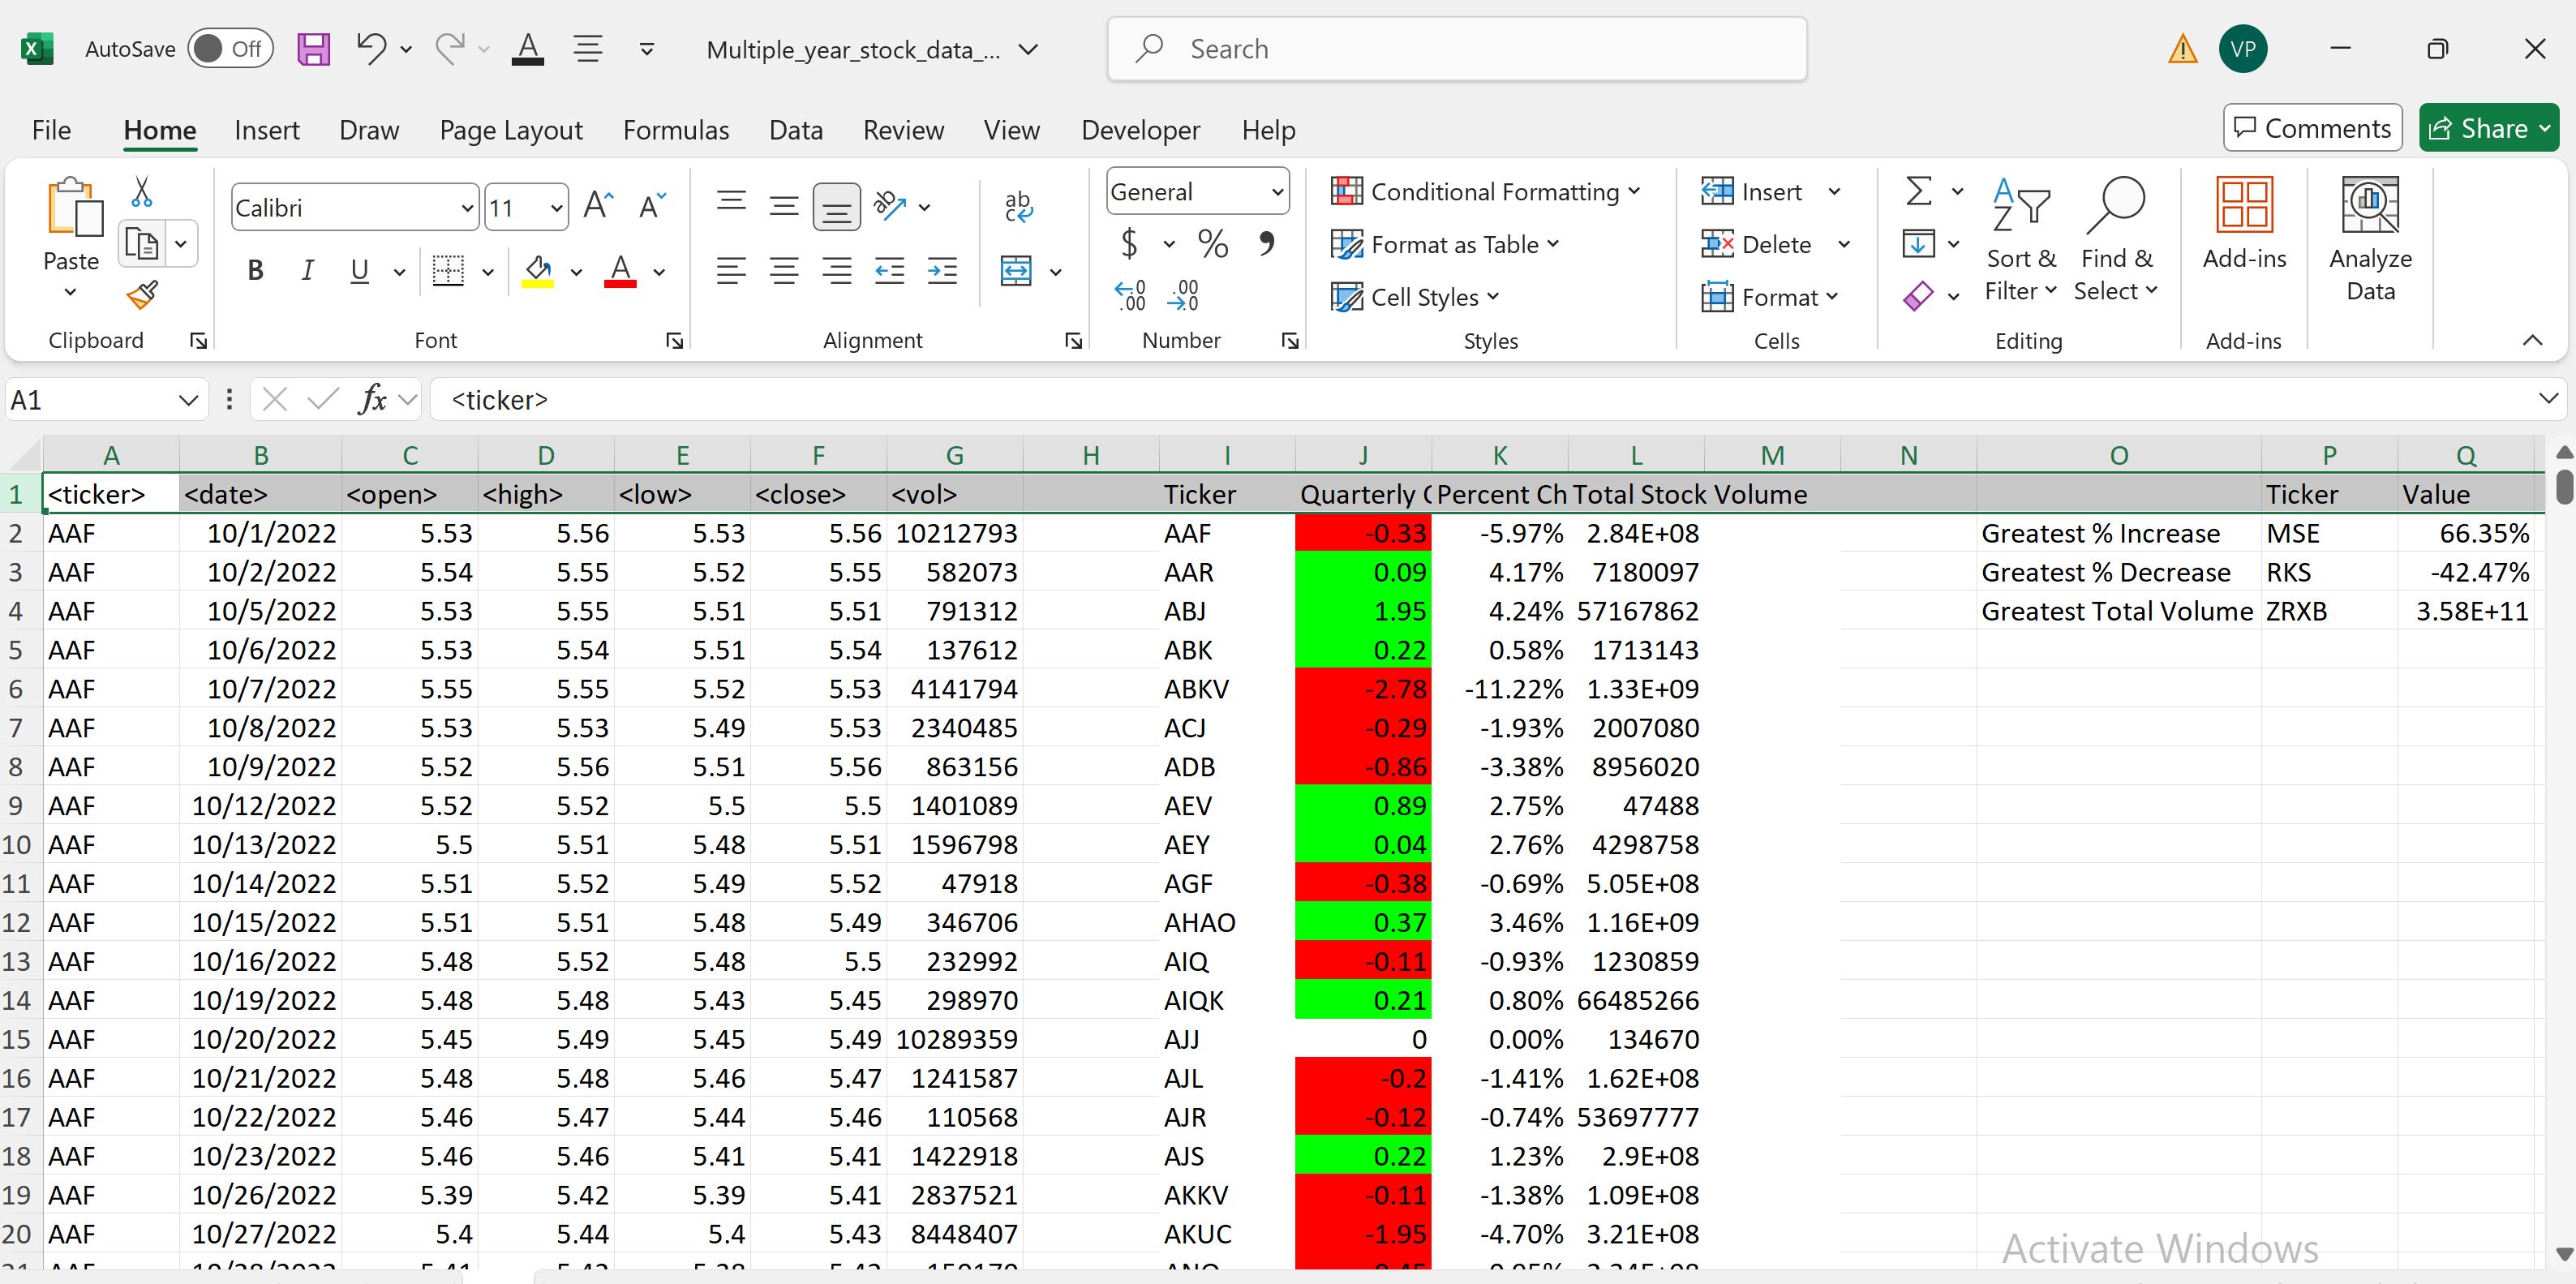 AutoSave Off Multiple_year_stock_data_... Search VP
File Home Insert Draw Page Layout Formulas Data Review View Developer Help Comments Share
Paste
Clipboard
Calibri 11
B I U A
Font
ab
Alignment
General
$ % ,
Number
Conditional Formatting
Format as Table
Cell Styles
Styles
Insert
Delete
Format
Cells
Sort &
Filter
Find &
Select
Editing
Add-ins
Add-ins
Analyze
Data
A1 fx <ticker>
A B C D E F G H I J K L M N O P Q
1 <ticker> <date> <open> <high> <low> <close> <vol> Ticker Quarterly Percent Ch Total Stock Volume Ticker Value
2 AAF 10/1/2022 5.53 5.56 5.53 5.56 10212793 AAF -0.33 -5.97% 2.84E+08 Greatest % Increase MSE 66.35%
3 AAF 10/2/2022 5.54 5.55 5.52 5.55 582073 AAR 0.09 4.17% 7180097 Greatest % Decrease RKS -42.47%
4 AAF 10/5/2022 5.53 5.55 5.51 5.51 791312 ABJ 1.95 4.24% 57167862 Greatest Total Volume ZRXB 3.58E+11
5 AAF 10/6/2022 5.53 5.54 5.51 5.54 137612 ABK 0.22 0.58% 1713143
6 AAF 10/7/2022 5.55 5.55 5.52 5.53 4141794 ABKV -2.78 -11.22% 1.33E+09
7 AAF 10/8/2022 5.53 5.53 5.49 5.53 2340485 ACJ -0.29 -1.93% 2007080
8 AAF 10/9/2022 5.52 5.56 5.51 5.56 863156 ADB -0.86 -3.38% 8956020
9 AAF 10/12/2022 5.52 5.52 5.5 5.5 1401089 AEV 0.89 2.75% 47488
10 AAF 10/13/2022 5.5 5.51 5.48 5.51 1596798 AEY 0.04 2.76% 4298758
11 AAF 10/14/2022 5.51 5.52 5.49 5.52 47918 AGF -0.38 -0.69% 5.05E+08
12 AAF 10/15/2022 5.51 5.51 5.48 5.49 346706 AHAO 0.37 3.46% 1.16E+09
13 AAF 10/16/2022 5.48 5.52 5.48 5.5 232992 AIQ -0.11 -0.93% 1230859
14 AAF 10/19/2022 5.48 5.48 5.43 5.45 298970 AIQK 0.21 0.80% 66485266
15 AAF 10/20/2022 5.45 5.49 5.45 5.49 10289359 AJJ 0 0.00% 134670
16 AAF 10/21/2022 5.48 5.48 5.46 5.47 1241587 AJL -0.2 -1.41% 1.62E+08
17 AAF 10/22/2022 5.46 5.47 5.44 5.46 110568 AJR -0.12 -0.74% 53697777
18 AAF 10/23/2022 5.46 5.46 5.41 5.41 1422918 AJS 0.22 1.23% 2.9E+08
19 AAF 10/26/2022 5.39 5.42 5.39 5.41 2837521 AKKV -0.11 -1.38% 1.09E+08
20 AAF 10/27/2022 5.4 5.44 5.4 5.43 8448407 AKUC -1.95 -4.70% 3.21E+08
Activate Windows